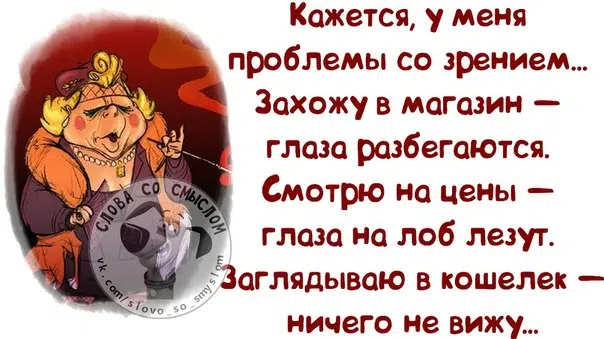 Кажется, у меня
проблемы со зрением...
Захожу в магазин —
глаза разбегаются.
Смотрю на цены —
глаза на лоб лезут.
Заглядываю в кошелек —
ничего не вижу...
СЛОВА СО СМЫСЛОМ
vk.com/slovo_so_smyslom